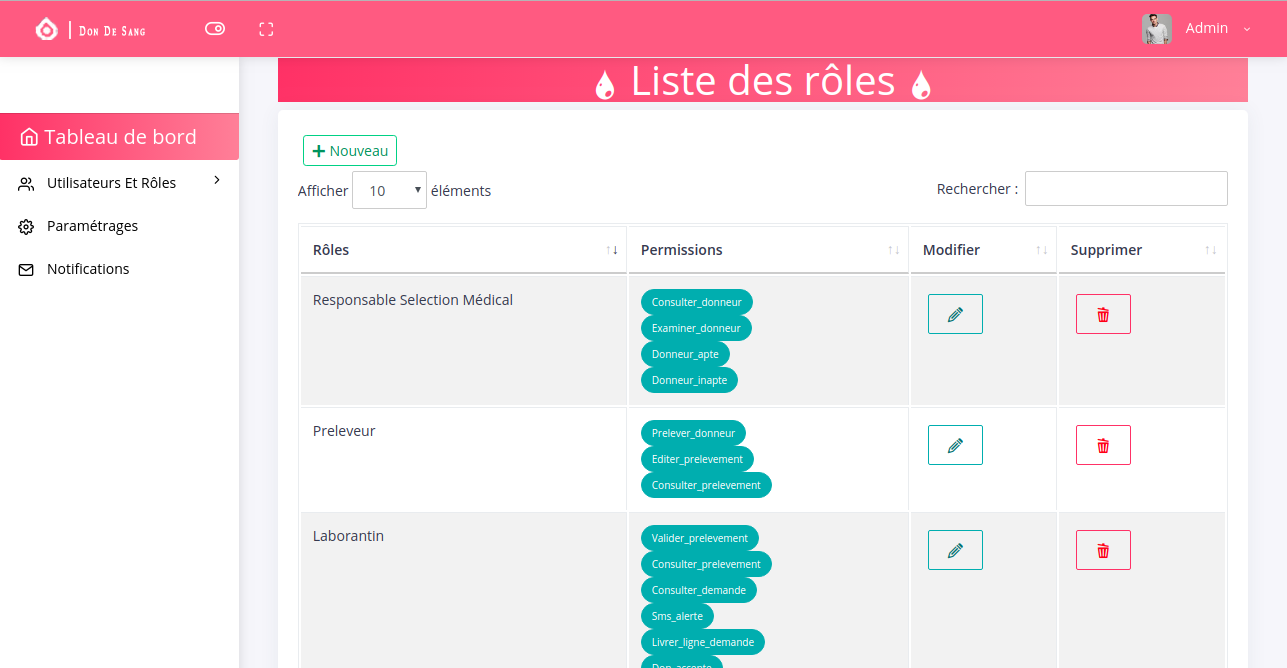 Don De Sang
Admin
Liste des rôles
Tableau de bord
Utilisateurs Et Rôles
Paramétrages
Notifications
Nouveau
Afficher 10 éléments
Rechercher :
Rôles Permissions Modifier Supprimer
Responsable Selection Médical
Consulter_donneur
Examiner_donneur
Donneur_apte
Donneur_inapte
Preleveur
Prelever_donneur
Editer_prelevement
Consulter_prelevement
Laborantin
Valider_prelevement
Consulter_prelevement
Consulter_demande
Sms_alerte
Livrer_ligne_demande